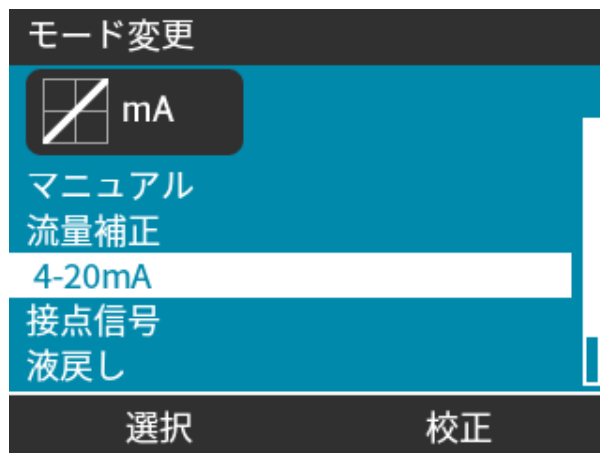 モード変更
mA
マニュアル
流量補正
4-20mA
接点信号
液戻し
選択 校正